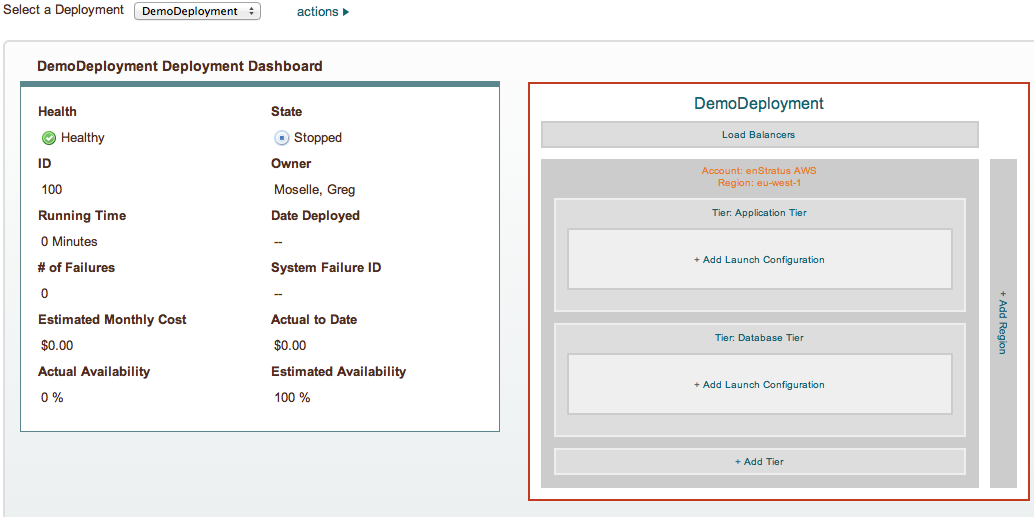 Select a Deployment DemoDeployment actions
DemoDeployment Deployment Dashboard
Health State
Healthy Stopped
ID Owner
100 Moselle, Greg
Running Time Date Deployed
0 Minutes --
# of Failures System Failure ID
0 --
Estimated Monthly Cost Actual to Date
$0.00 $0.00
Actual Availability Estimated Availability
0 % 100 %
DemoDeployment
Load Balancers
Account: enStratus AWS
Region: eu-west-1
Tier: Application Tier
+ Add Launch Configuration
Tier: Database Tier
+ Add Launch Configuration
+ Add Tier
+ Add Region